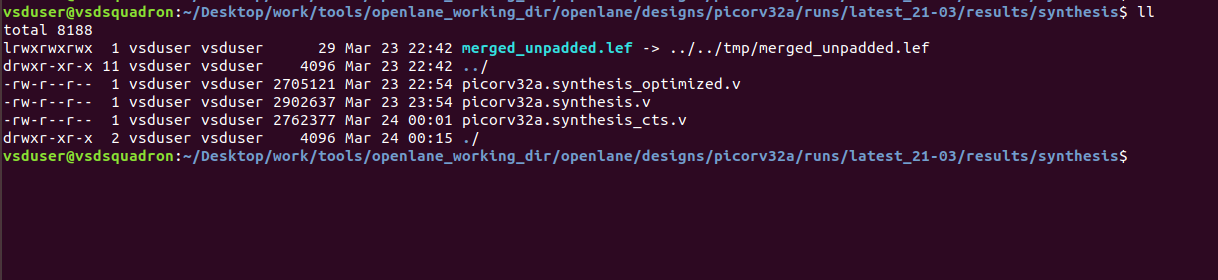 vsduser@vsdsquadron:~/Desktop/work/tools/openlane_working_dir/openlane/designs/picorv32a/runs/latest_21-03/results/synthesis$ ll
total 8188
lrwxrwxrwx  1 vsduser vsduser      29 Mar 23 22:42 merged_unpadded.lef -> ../../tmp/merged_unpadded.lef
drwxr-xr-x 11 vsduser vsduser    4096 Mar 23 22:42 ../
-rw-r--r--  1 vsduser vsduser 2705121 Mar 23 22:54 picorv32a.synthesis_optimized.v
-rw-r--r--  1 vsduser vsduser 2902637 Mar 23 23:54 picorv32a.synthesis.v
-rw-r--r--  1 vsduser vsduser 2762377 Mar 24 00:01 picorv32a.synthesis_cts.v
drwxr-xr-x  2 vsduser vsduser    4096 Mar 24 00:15 ./
vsduser@vsdsquadron:~/Desktop/work/tools/openlane_working_dir/openlane/designs/picorv32a/runs/latest_21-03/results/synthesis$